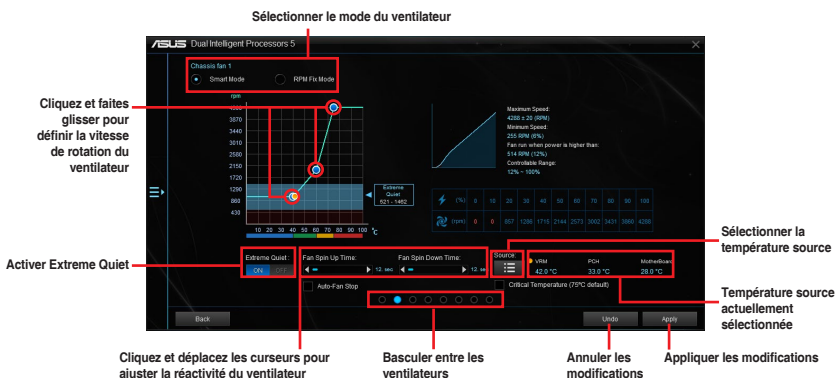 Sélectionner le mode du ventilateur
ASUS Dual Intelligent Processors 5
Chassis fan 1
Smart Mode
RPM Fix Mode
Cliquez et faites
glisser pour
définir la vitesse
de rotation du
ventilateur
rpm
3870
3440
3010
2580
2150
1720
1290
860
430
10 20 30 40 50 60 70 80 90 100 °C
Extreme
Quiet
621 - 1462
Maximum Speed:
4288 ± 20 (RPM)
Minimum Speed:
255 RPM (6%)
Fan run when power is higher than:
514 RPM (12%)
Controllable Range:
12% ~ 100%
(%) 0 10 20 30 40 50 60 70 80 90 100
(rpm) 0 0 857 1286 1715 2144 2573 3002 3431 3860 4288
Activer Extreme Quiet
Extreme Quiet :
ON OFF
Fan Spin Up Time:
12. sec
Fan Spin Down Time:
12. se
Auto-Fan Stop
Source:
VRM PCH MotherBoar
42.0 °C 33.0 °C 28.0 °C
Critical Temperature (75°C default)
Sélectionner la
température source
Température source
actuellement
sélectionnée
Back
Undo
Apply
Cliquez et déplacez les curseurs pour
ajuster la réactivité du ventilateur
Basculer entre les
ventilateurs
Annuler les
modifications
Appliquer les modifications